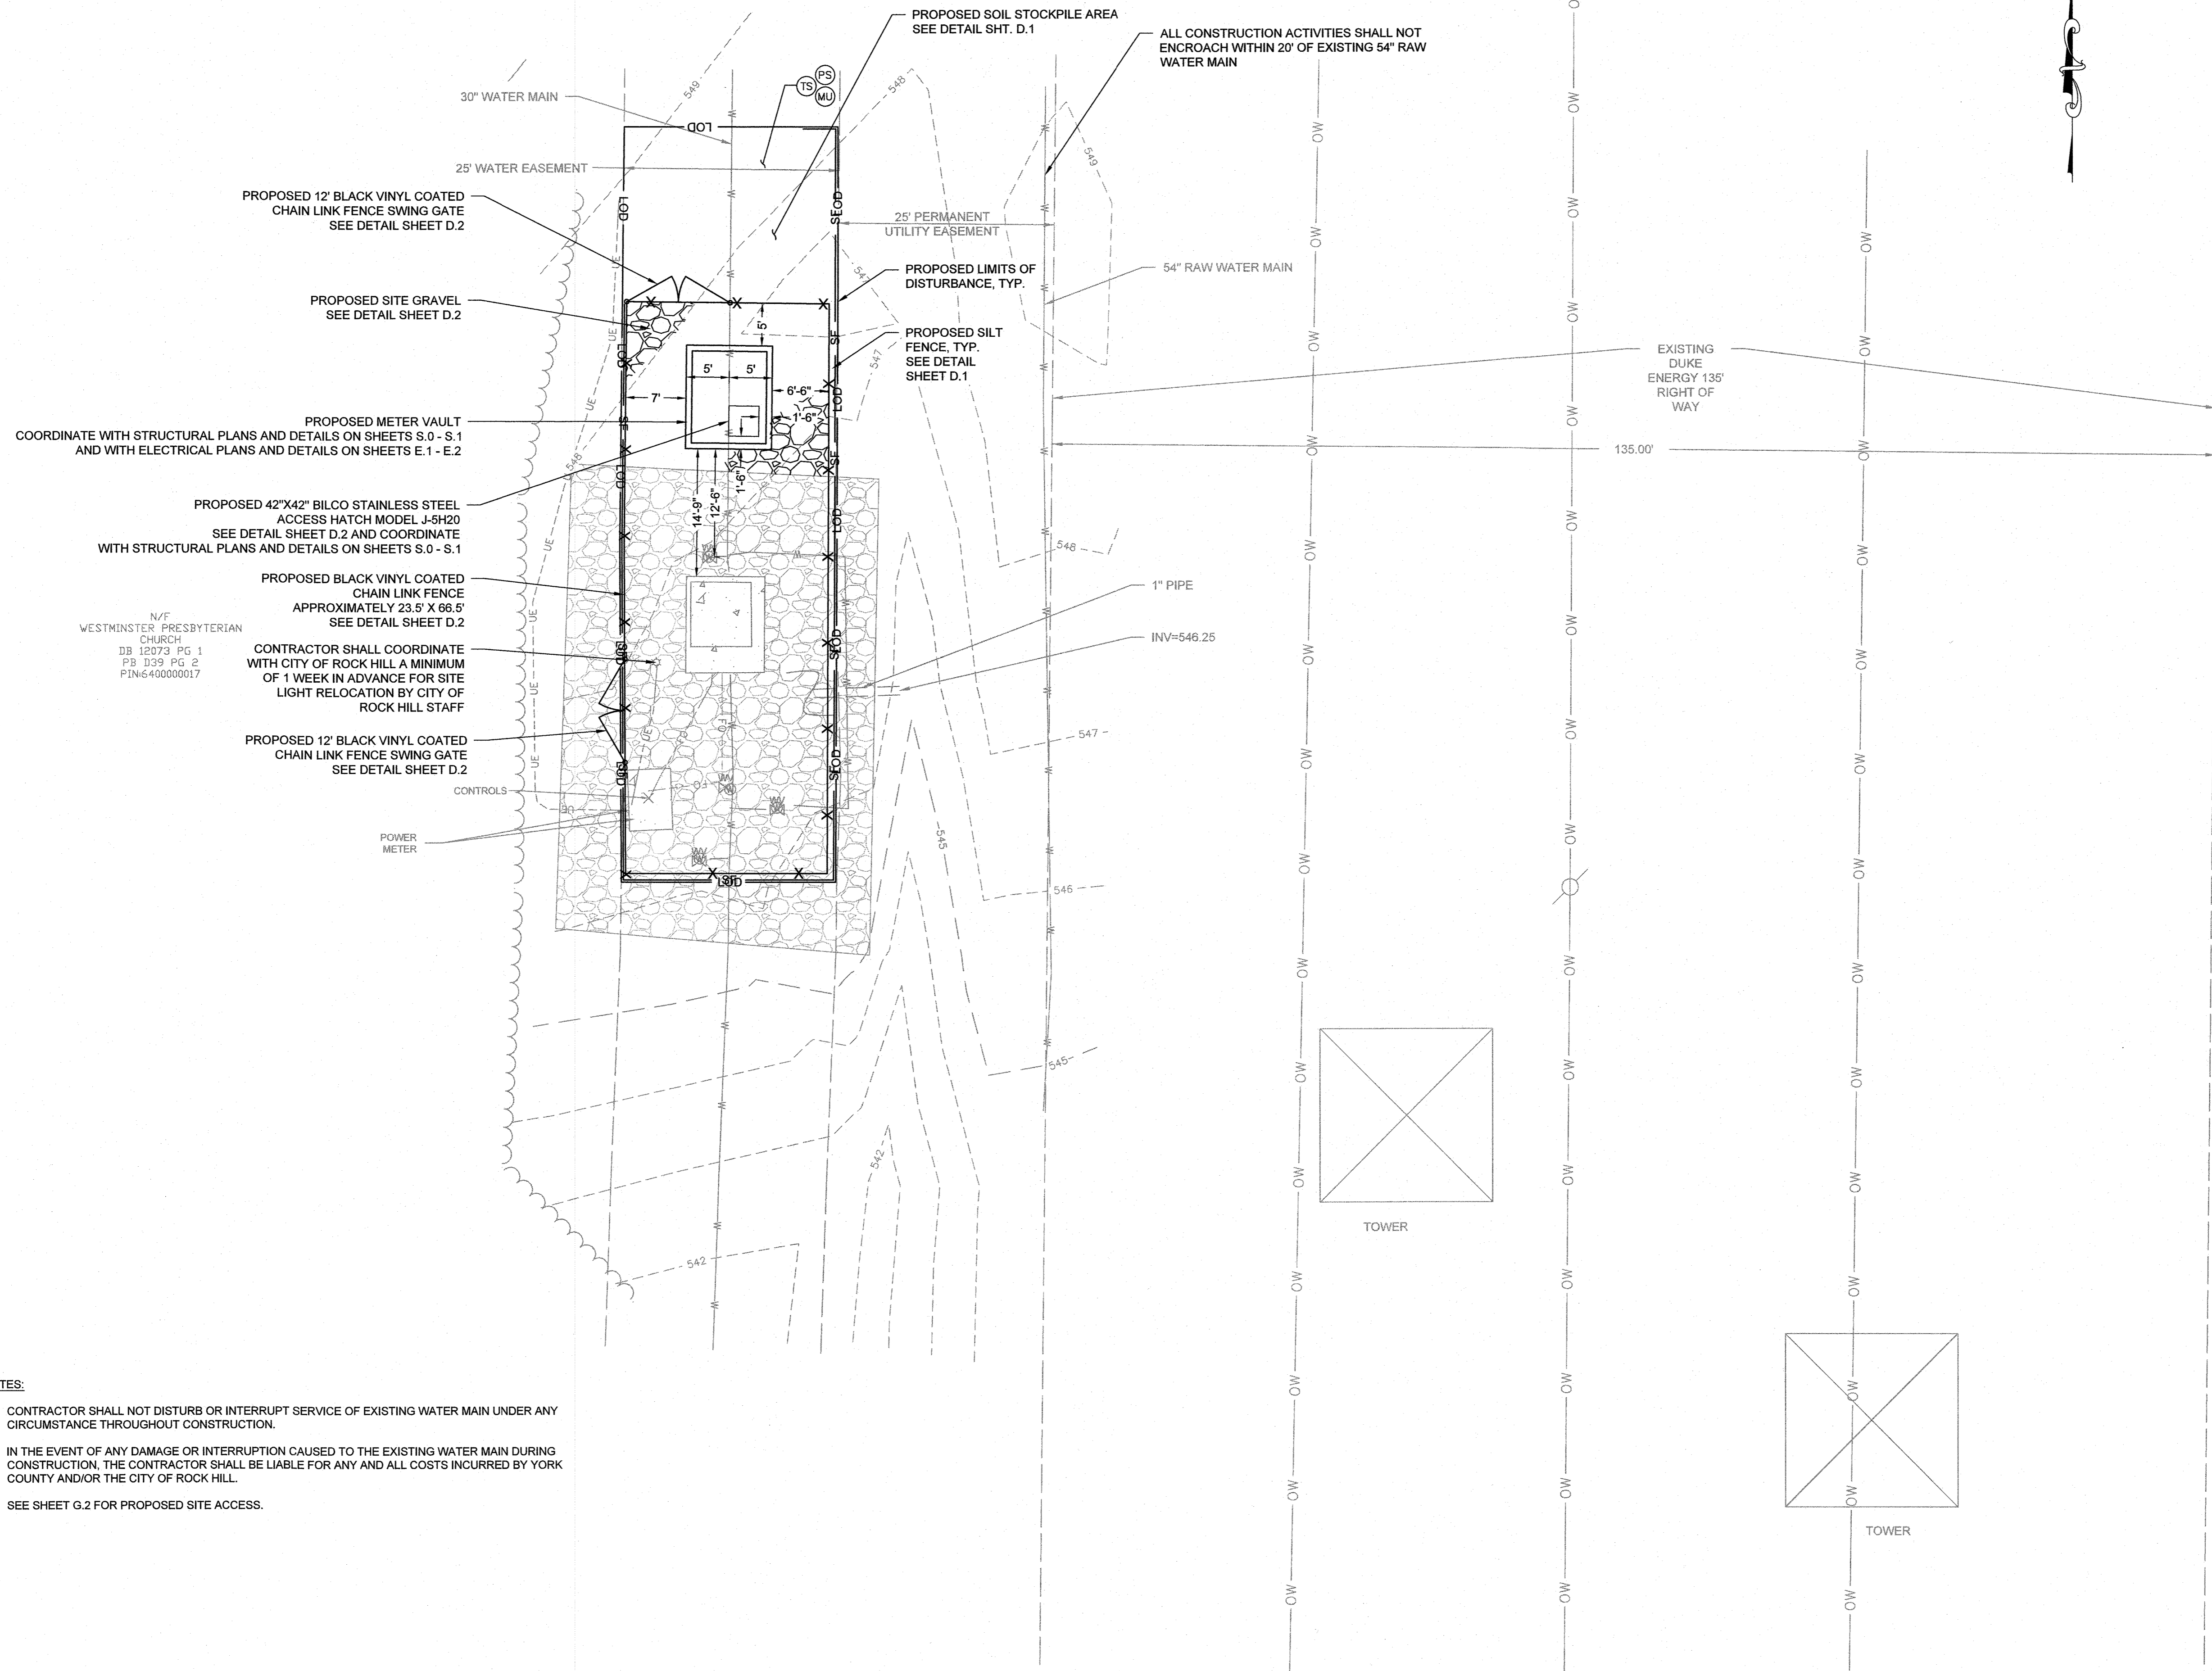 PROPOSED SOIL STOCKPILE AREA
SEE DETAIL SHT. D.1
ALL CONSTRUCTION ACTIVITIES SHALL NOT
ENCROACH WITHIN 20' OF EXISTING 54" RAW
WATER MAIN
PS
TS
MU
30" WATER MAIN
549
548
549
LOD
25' WATER EASEMENT
PROPOSED 12' BLACK VINYL COATED
CHAIN LINK FENCE SWING GATE
SEE DETAIL SHEET D.2
LOD
25' PERMANENT
UTILITY EASEMENT
PROPOSED LIMITS OF
DISTURBANCE, TYP.
54" RAW WATER MAIN
PROPOSED SITE GRAVEL
SEE DETAIL SHEET D.2
UE
5'
SF
PROPOSED SILT
FENCE, TYP.
SEE DETAIL
SHEET D.1
547
EXISTING
DUKE
ENERGY 135'
RIGHT OF
WAY
5'
5'
7'
6'-6"
1'-6"
LOD
PROPOSED METER VAULT
COORDINATE WITH STRUCTURAL PLANS AND DETAILS ON SHEETS S.0 - S.1
AND WITH ELECTRICAL PLANS AND DETAILS ON SHEETS E.1 - E.2
135.00'
548
SF
LOD
14'-9"
12'-6"
1'-6"
PROPOSED 42"X42" BILCO STAINLESS STEEL
ACCESS HATCH MODEL J-5H20
SEE DETAIL SHEET D.2 AND COORDINATE
WITH STRUCTURAL PLANS AND DETAILS ON SHEETS S.0 - S.1
LOD
UE
548
PROPOSED BLACK VINYL COATED
CHAIN LINK FENCE
APPROXIMATELY 23.5' X 66.5'
SEE DETAIL SHEET D.2
1" PIPE
N/F
WESTMINSTER PRESBYTERIAN
CHURCH
DB 12073 PG 1
PB D39 PG 2
PIN:6400000017
CONTRACTOR SHALL COORDINATE
WITH CITY OF ROCK HILL A MINIMUM
OF 1 WEEK IN ADVANCE FOR SITE
LIGHT RELOCATION BY CITY OF
ROCK HILL STAFF
INV=546.25
UE
FO
547
PROPOSED 12' BLACK VINYL COATED
CHAIN LINK FENCE SWING GATE
SEE DETAIL SHEET D.2
CONTROLS
FO
UE
POWER
METER
545
546
545
542
542
OW
OW
OW
W
TOWER
TOWER
TES:
CONTRACTOR SHALL NOT DISTURB OR INTERRUPT SERVICE OF EXISTING WATER MAIN UNDER ANY
CIRCUMSTANCE THROUGHOUT CONSTRUCTION.
IN THE EVENT OF ANY DAMAGE OR INTERRUPTION CAUSED TO THE EXISTING WATER MAIN DURING
CONSTRUCTION, THE CONTRACTOR SHALL BE LIABLE FOR ANY AND ALL COSTS INCURRED BY YORK
COUNTY AND/OR THE CITY OF ROCK HILL.
SEE SHEET G.2 FOR PROPOSED SITE ACCESS.